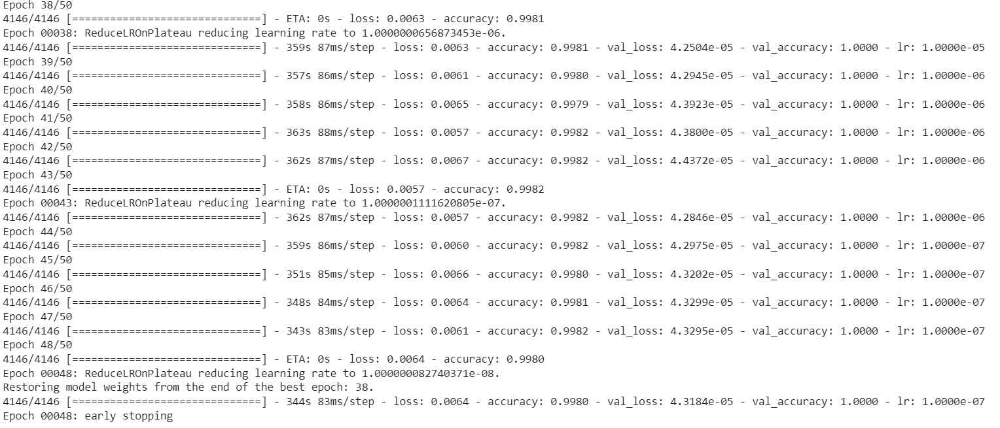 Epoch 38/50
4146/4146 [==============================] - ETA: 0s - loss: 0.0063 - accuracy: 0.9981
Epoch 00038: ReduceLROnPlateau reducing learning rate to 1.0000000656873453e-06.
4146/4146 [==============================] - 359s 87ms/step - loss: 0.0063 - accuracy: 0.9981 - val_loss: 4.2504e-05 - val_accuracy: 1.0000 - lr: 1.0000e-05
Epoch 39/50
4146/4146 [==============================] - 357s 86ms/step - loss: 0.0061 - accuracy: 0.9980 - val_loss: 4.2945e-05 - val_accuracy: 1.0000 - lr: 1.0000e-06
Epoch 40/50
4146/4146 [==============================] - 358s 86ms/step - loss: 0.0065 - accuracy: 0.9979 - val_loss: 4.3923e-05 - val_accuracy: 1.0000 - lr: 1.0000e-06
Epoch 41/50
4146/4146 [==============================] - 363s 88ms/step - loss: 0.0057 - accuracy: 0.9982 - val_loss: 4.3800e-05 - val_accuracy: 1.0000 - lr: 1.0000e-06
Epoch 42/50
4146/4146 [==============================] - 362s 87ms/step - loss: 0.0067 - accuracy: 0.9982 - val_loss: 4.4372e-05 - val_accuracy: 1.0000 - lr: 1.0000e-06
Epoch 43/50
4146/4146 [==============================] - ETA: 0s - loss: 0.0057 - accuracy: 0.9982
Epoch 00043: ReduceLROnPlateau reducing learning rate to 1.0000001111620805e-07.
4146/4146 [==============================] - 362s 87ms/step - loss: 0.0057 - accuracy: 0.9982 - val_loss: 4.2846e-05 - val_accuracy: 1.0000 - lr: 1.0000e-06
Epoch 44/50
4146/4146 [==============================] - 359s 86ms/step - loss: 0.0060 - accuracy: 0.9982 - val_loss: 4.2975e-05 - val_accuracy: 1.0000 - lr: 1.0000e-07
Epoch 45/50
4146/4146 [==============================] - 351s 85ms/step - loss: 0.0066 - accuracy: 0.9980 - val_loss: 4.3202e-05 - val_accuracy: 1.0000 - lr: 1.0000e-07
Epoch 46/50
4146/4146 [==============================] - 348s 84ms/step - loss: 0.0064 - accuracy: 0.9981 - val_loss: 4.3299e-05 - val_accuracy: 1.0000 - lr: 1.0000e-07
Epoch 47/50
4146/4146 [==============================] - 343s 83ms/step - loss: 0.0061 - accuracy: 0.9982 - val_loss: 4.3295e-05 - val_accuracy: 1.0000 - lr: 1.0000e-07
Epoch 48/50
4146/4146 [==============================] - ETA: 0s - loss: 0.0064 - accuracy: 0.9980
Epoch 00048: ReduceLROnPlateau reducing learning rate to 1.000000082740371e-08.
Restoring model weights from the end of the best epoch: 38.
4146/4146 [==============================] - 344s 83ms/step - loss: 0.0064 - accuracy: 0.9980 - val_loss: 4.3184e-05 - val_accuracy: 1.0000 - lr: 1.0000e-07
Epoch 00048: early stopping